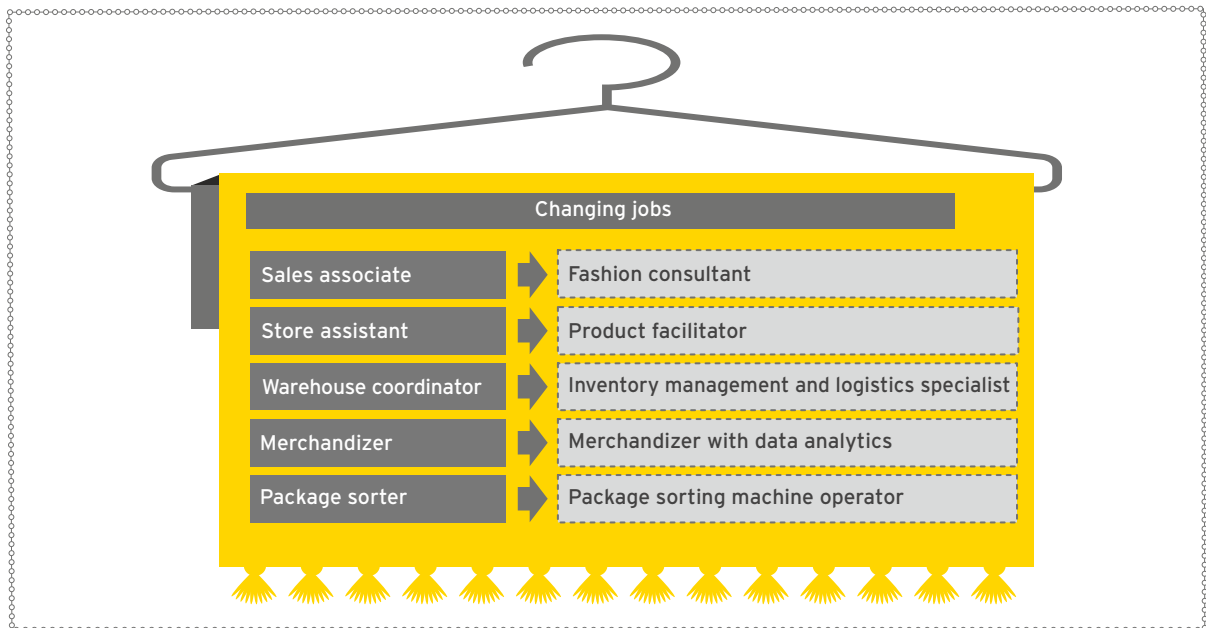 Changing jobs
Sales associate
Fashion consultant
Store assistant
Product facilitator
Warehouse coordinator
Inventory management and logistics specialist
Merchandizer
Merchandizer with data analytics
Package sorter
Package sorting machine operator